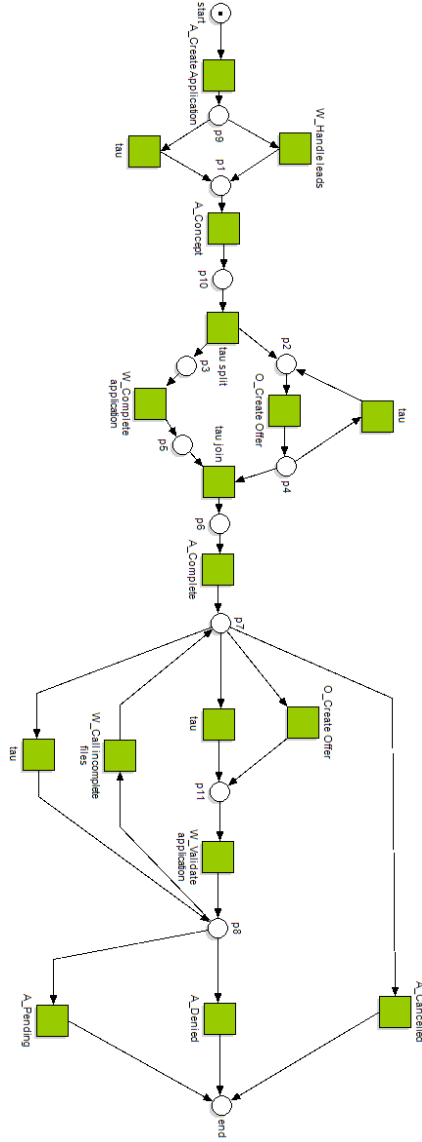 start
A_Create Application
p9
W_Handle leads
tau
p1
A_Concept
p10
tau split
p2
p3
O_Create Offer
tau
W_Complete
application
p5
tau join
p4
p6
A_Complete
p7
O_Create Offer
tau
W_Call incomplete
files
tau
p11
W_Validate
application
p8
A_Cancelled
A_Denied
A_Pending
end